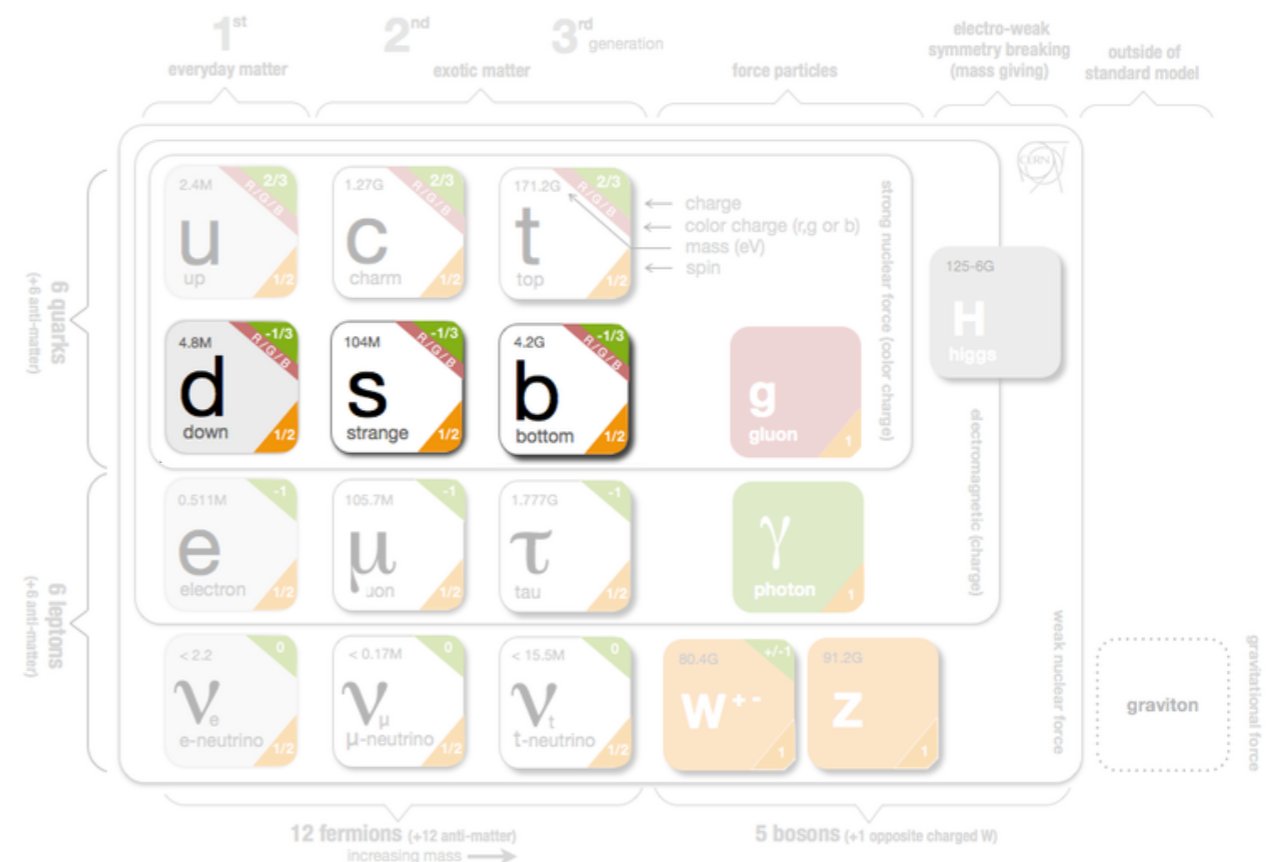 1st
2nd
3rd generation
everyday matter
exotic matter
force particles
electro-weak
symmetry breaking
(mass giving)
outside of
standard model
6 quarks
(+6 anti-matter)
2.4M
2/3
R/G/B
u
up
1/2
1.27G
2/3
R/G/B
c
charm
1/2
171.2G
2/3
R/G/B
t
top
1/2
charge
color charge (r,g or b)
mass (eV)
spin
strong nuclear force (color charge)
CERN
125-6G
H
higgs
4.8M
-1/3
R/G/B
d
down
1/2
104M
-1/3
R/G/B
s
strange
1/2
4.2G
-1/3
R/G/B
b
bottom
1/2
g
gluon
1
electromagnetic (charge)
6 leptons
(+6 anti-matter)
0.511M
-1
e
electron
1/2
105.7M
-1
μ
uon
1/2
1.777G
-1
τ
tau
1/2
γ
photon
1
weak nuclear force
< 2.2
0
νe
e-neutrino
1/2
< 0.17M
0
νμ
μ-neutrino
1/2
< 15.5M
0
νt
t-neutrino
1/2
80.4G
+/-1
W+-
1
91.2G
Z
1
graviton
gravitational force
12 fermions (+12 anti-matter)
increasing mass
5 bosons (+1 opposite charged W)